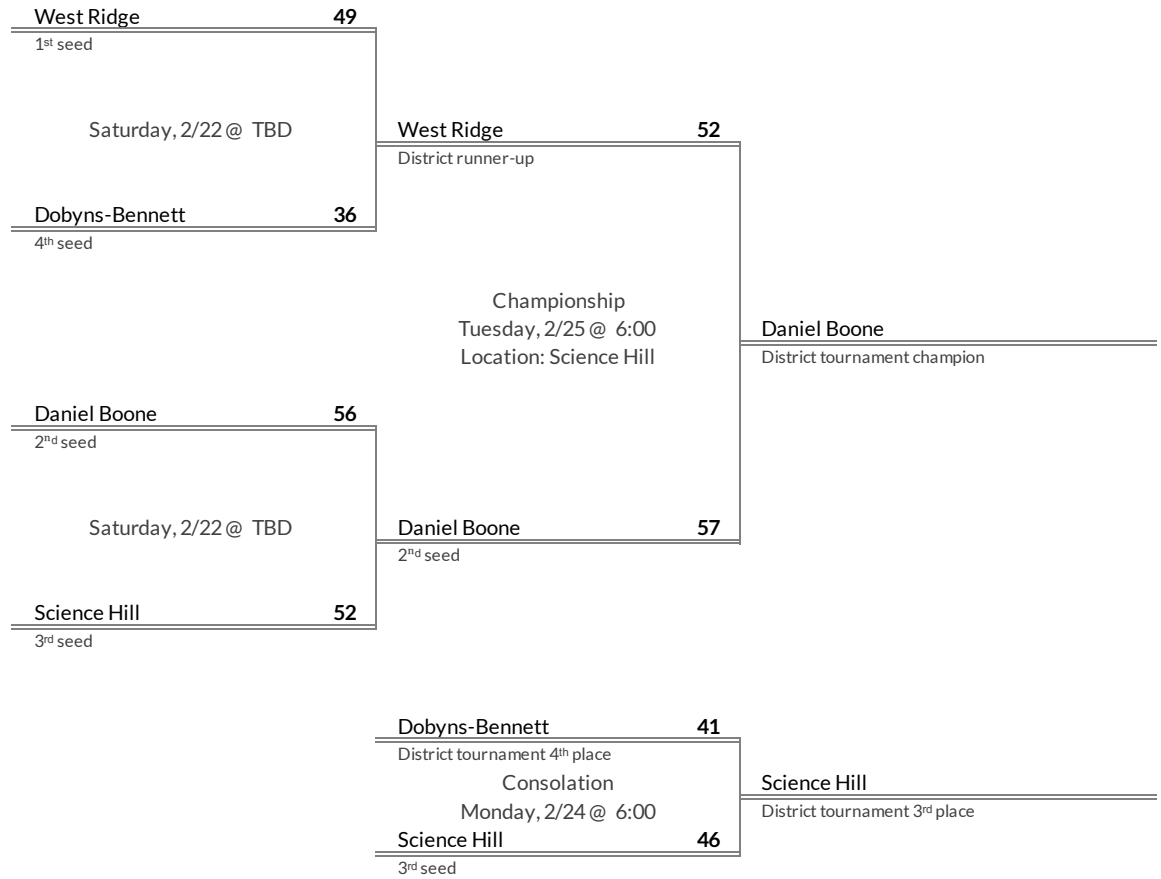 West Ridge 49
1st seed
Saturday, 2/22 @ TBD
Dobyns-Bennett 36
4th seed
West Ridge 52
District runner-up
Championship
Tuesday, 2/25 @ 6:00
Location: Science Hill
Daniel Boone
District tournament champion
Daniel Boone 56
2nd seed
Saturday, 2/22 @ TBD
Science Hill 52
3rd seed
Daniel Boone 57
2nd seed
Dobyns-Bennett 41
District tournament 4th place
Consolation
Monday, 2/24 @ 6:00
Science Hill 46
3rd seed
Science Hill
District tournament 3rd place